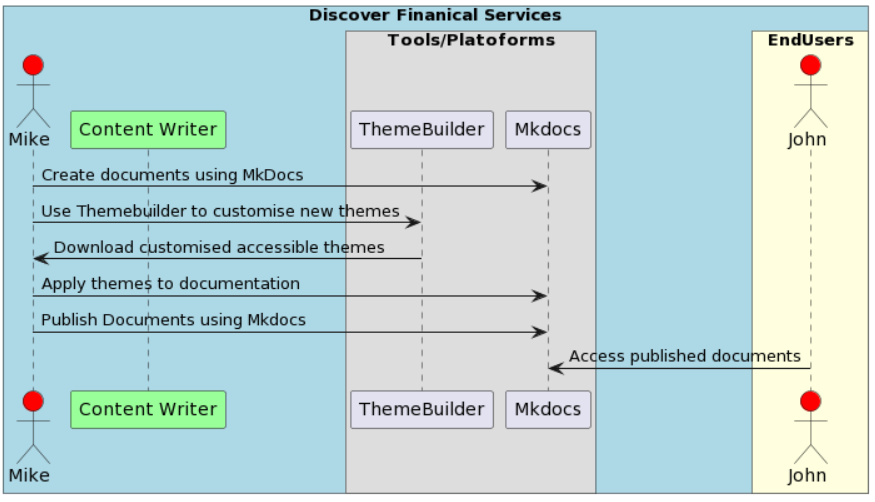 Discover Finanical Services
Tools/Platoforms
EndUsers
Mike
Content Writer
ThemeBuilder
Mkdocs
John
Create documents using MkDocs
Use Themebuilder to customise new themes
Download customised accessible themes
Apply themes to documentation
Publish Documents using Mkdocs
Access published documents
Content Writer
ThemeBuilder
Mkdocs
Mike
John